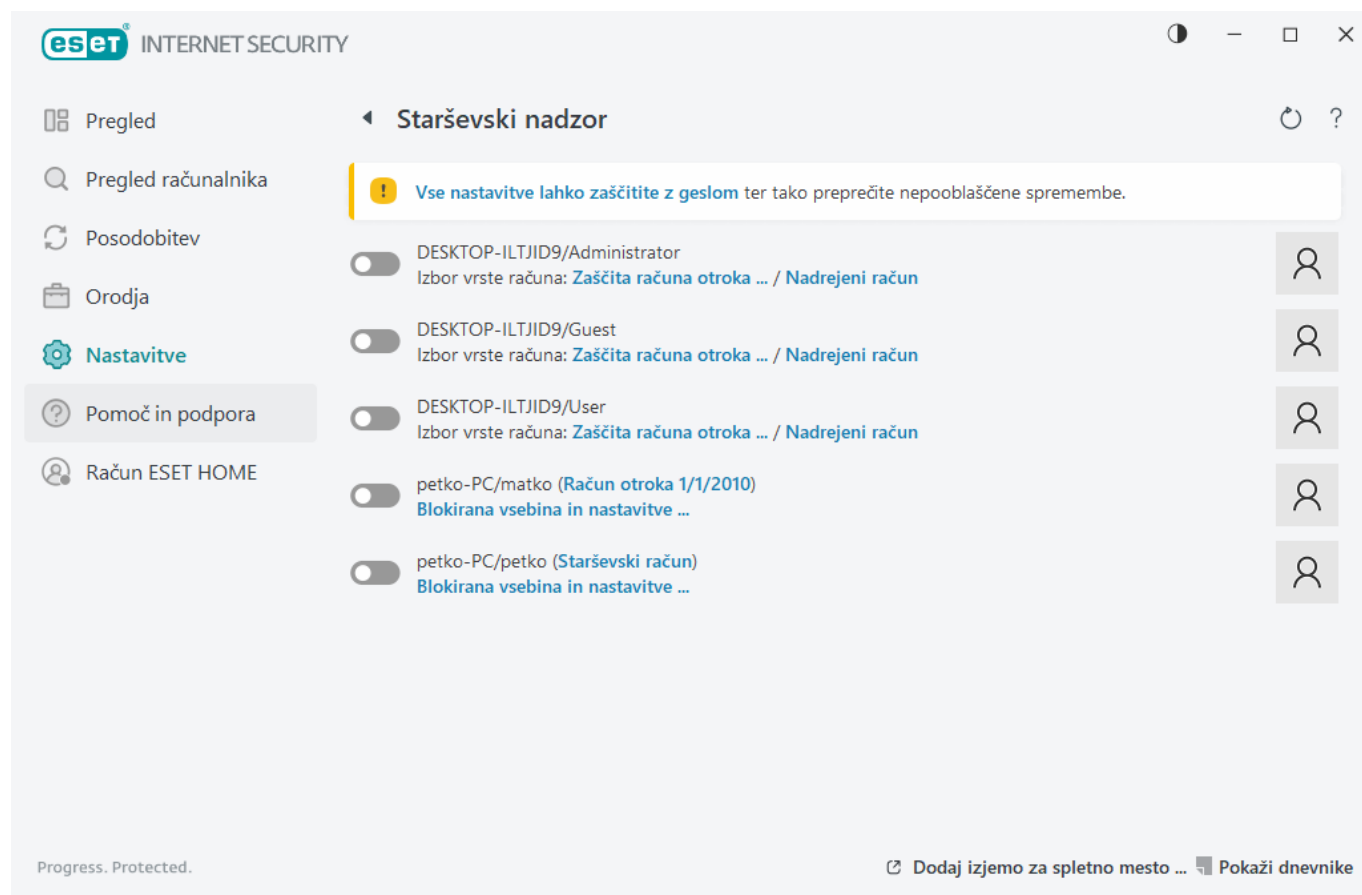 eset® INTERNET SECURITY
Pregled
Pregled računalnika
Posodobitev
Orodja
Nastavitve
Pomoč in podpora
Račun ESET HOME
Starševski nadzor
?
Vse nastavitve lahko zaščitite z geslom ter tako preprečite nepooblaščene spremembe.
DESKTOP-ILTJID9/Administrator
Izbor vrste računa: Zaščita računa otroka ... / Nadrejeni račun
DESKTOP-ILTJID9/Guest
Izbor vrste računa: Zaščita računa otroka ... / Nadrejeni račun
DESKTOP-ILTJID9/User
Izbor vrste računa: Zaščita računa otroka ... / Nadrejeni račun
petko-PC/matko (Račun otroka 1/1/2010)
Blokirana vsebina in nastavitve ...
petko-PC/petko (Starševski račun)
Blokirana vsebina in nastavitve ...
Progress. Protected.
Dodaj izjemo za spletno mesto ... Pokaži dnevnike